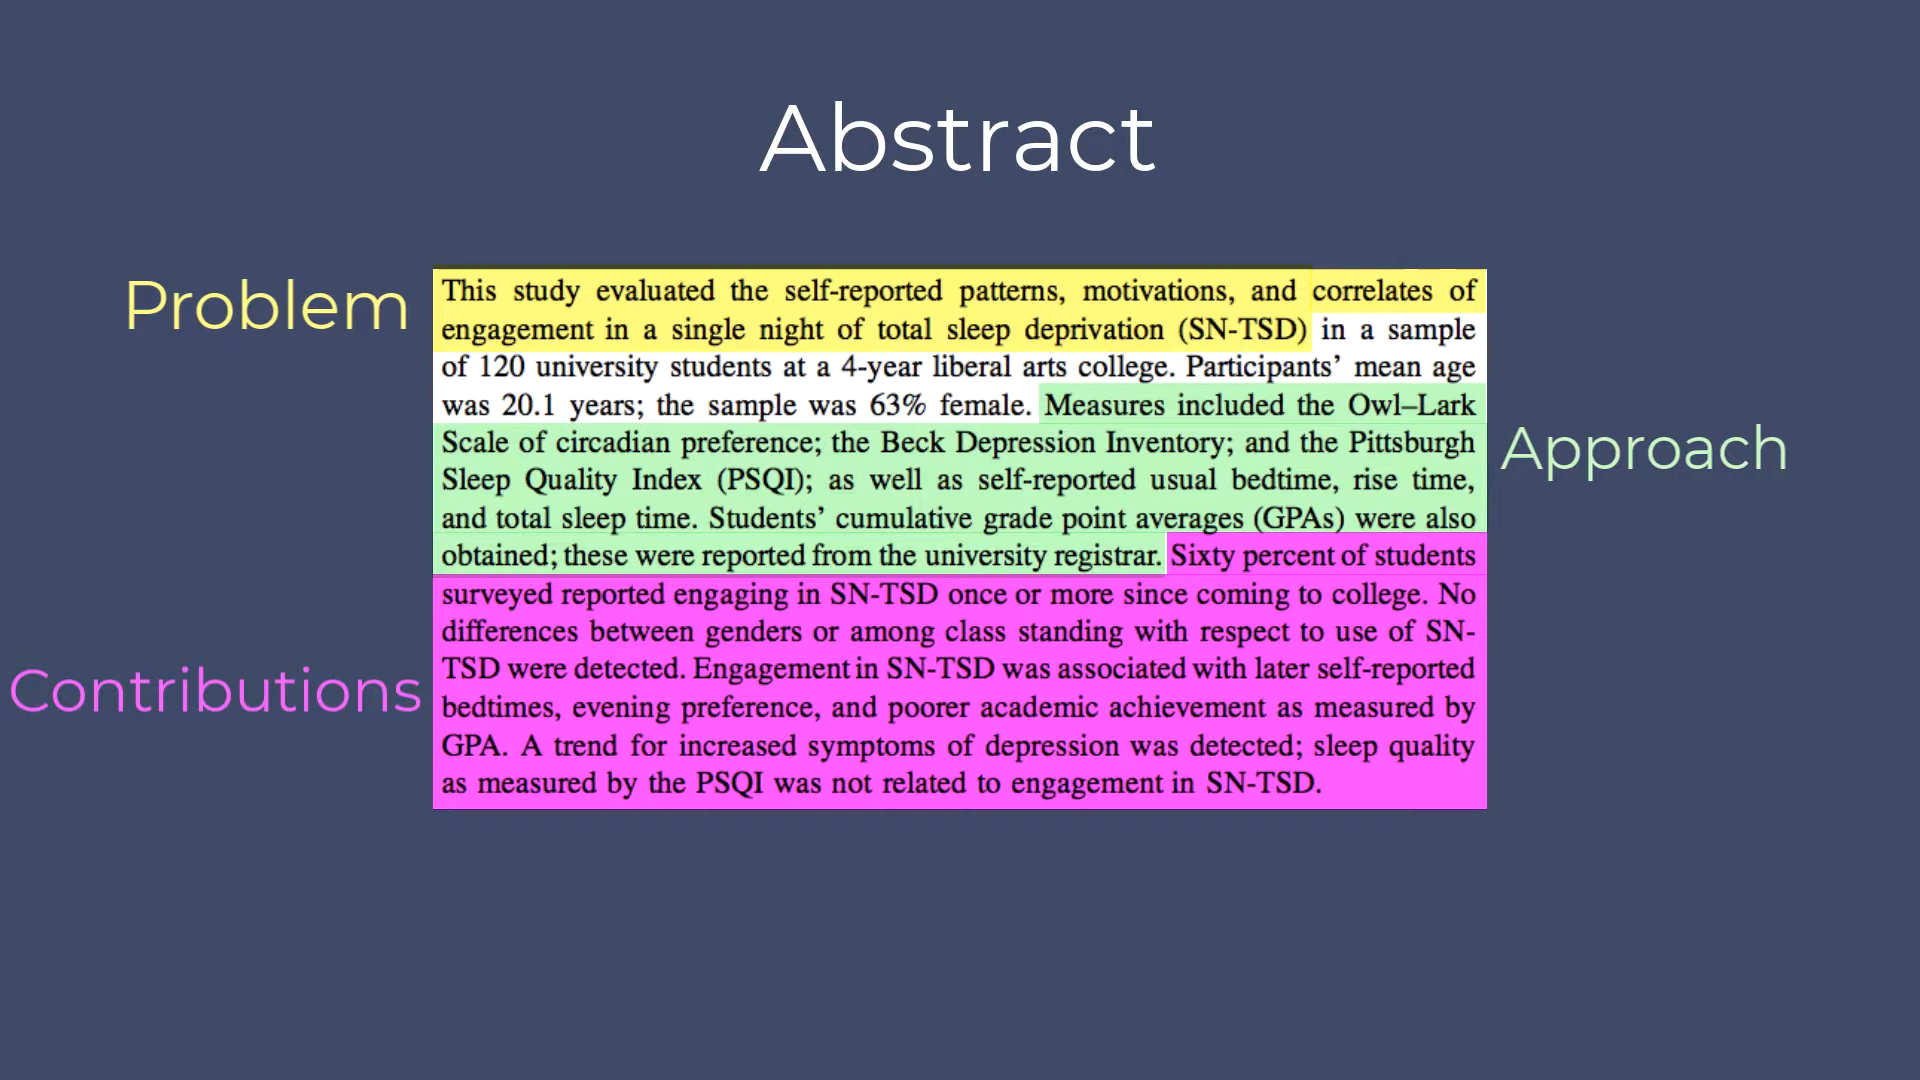 Abstract
Problem
This study evaluated the self-reported patterns, motivations, and correlates of
engagement in a single night of total sleep deprivation (SN-TSD) in a sample
of 120 university students at a 4-year liberal arts college. Participants’ mean age
was 20.1 years; the sample was 63% female. Measures included the Owl–Lark
Scale of circadian preference; the Beck Depression Inventory; and the Pittsburgh
Sleep Quality Index (PSQI); as well as self-reported usual bedtime, rise time,
and total sleep time. Students’ cumulative grade point averages (GPAs) were also
obtained; these were reported from the university registrar. Sixty percent of students
surveyed reported engaging in SN-TSD once or more since coming to college. No
differences between genders or among class standing with respect to use of SN-
TSD were detected. Engagement in SN-TSD was associated with later self-reported
bedtimes, evening preference, and poorer academic achievement as measured by
GPA. A trend for increased symptoms of depression was detected; sleep quality
as measured by the PSQI was not related to engagement in SN-TSD.
Approach
Contributions